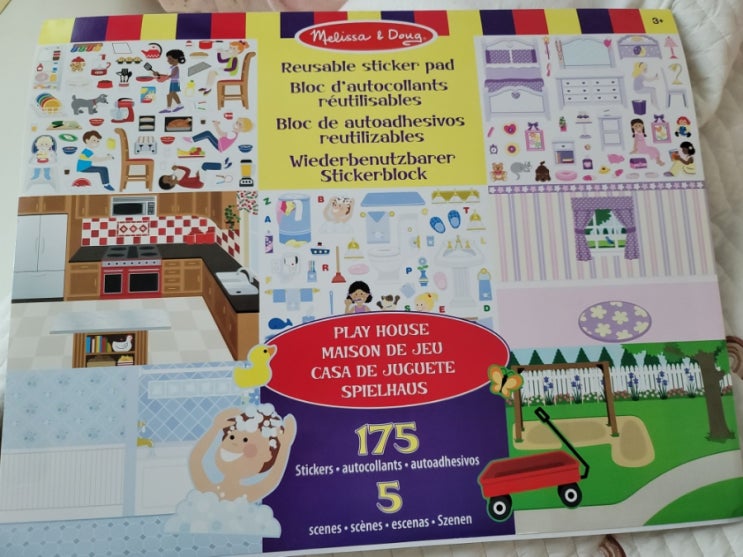 Melissa & Doug
3+
Reusable sticker pad
Bloc d'autocollants
réutilisables
Bloc de autoadhesivos
reutilizables
Wiederbenutzbarer
Stickerblock
PLAY HOUSE
MAISON DE JEU
CASA DE JUGUETE
SPIELHAUS
175
Stickers • autocollants • autoadhesivos
5
scenes • scènes • escenas • Szenen